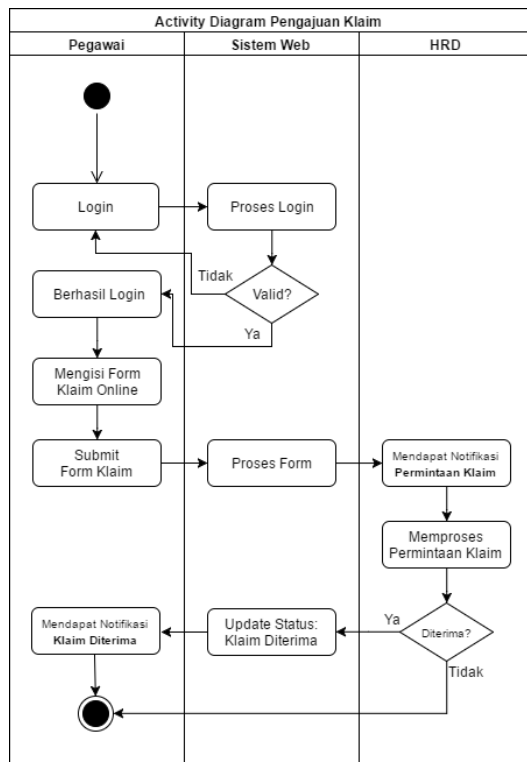 Activity Diagram Pengajuan Klaim
Pegawai
Sistem Web
HRD
Login
Proses Login
Tidak
Valid?
Berhasil Login
Ya
Mengisi Form
Klaim Online
Submit
Form Klaim
Proses Form
Mendapat Notifikasi
Permintaan Klaim
Memproses
Permintaan Klaim
Mendapat Notifikasi
Klaim Diterima
Update Status:
Klaim Diterima
Ya
Diterima?
Tidak